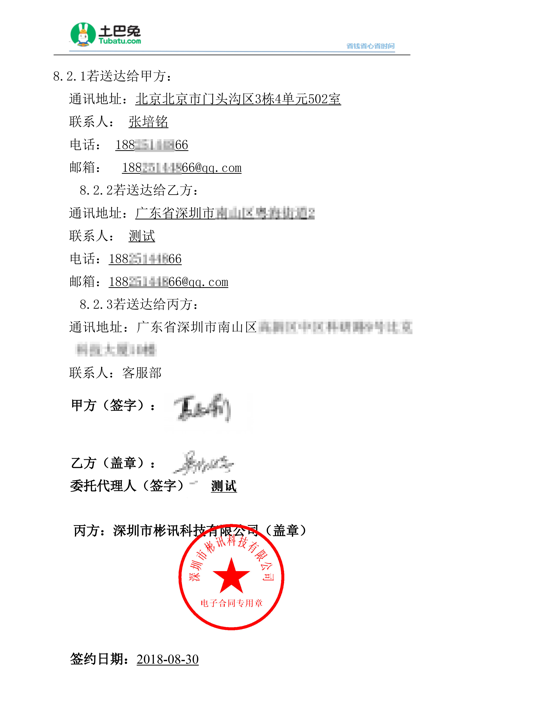 土巴兔
Tubatu.com
省钱省心省时间
8.2.1若送达给甲方：
通讯地址：北京北京市门头沟区3栋4单元502室
联系人： 张培铭
电话： 188 66
邮箱： 188 66@qq.com
8.2.2若送达给乙方：
通讯地址：广东省深圳市南山区
联系人： 测试
电话：188 66
邮箱：188 66@qq.com
8.2.3若送达给丙方：
通讯地址：广东省深圳市南山区
联系人：客服部
甲方（签字）：
乙方（盖章）：
委托代理人（签字） 测试
丙方：深圳市彬讯科技有限公司（盖章）
深圳市彬讯科技有限公司
电子合同专用章
签约日期：2018-08-30